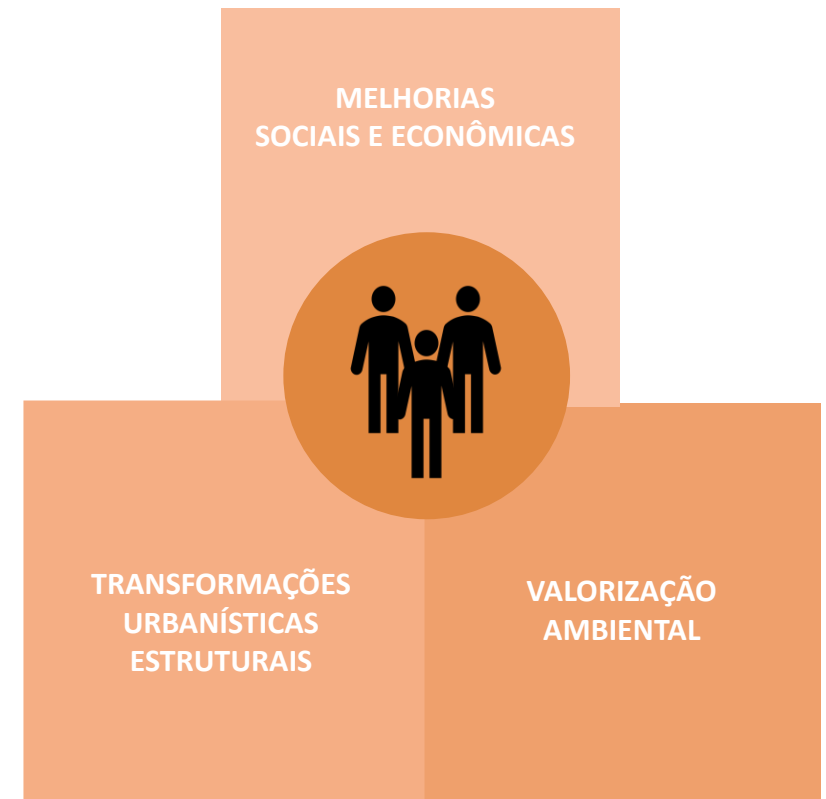 MELHORIAS
SOCIAIS E ECONÔMICAS
TRANSFORMAÇÕES
URBANÍSTICAS
ESTRUTURAIS
VALORIZAÇÃO
AMBIENTAL